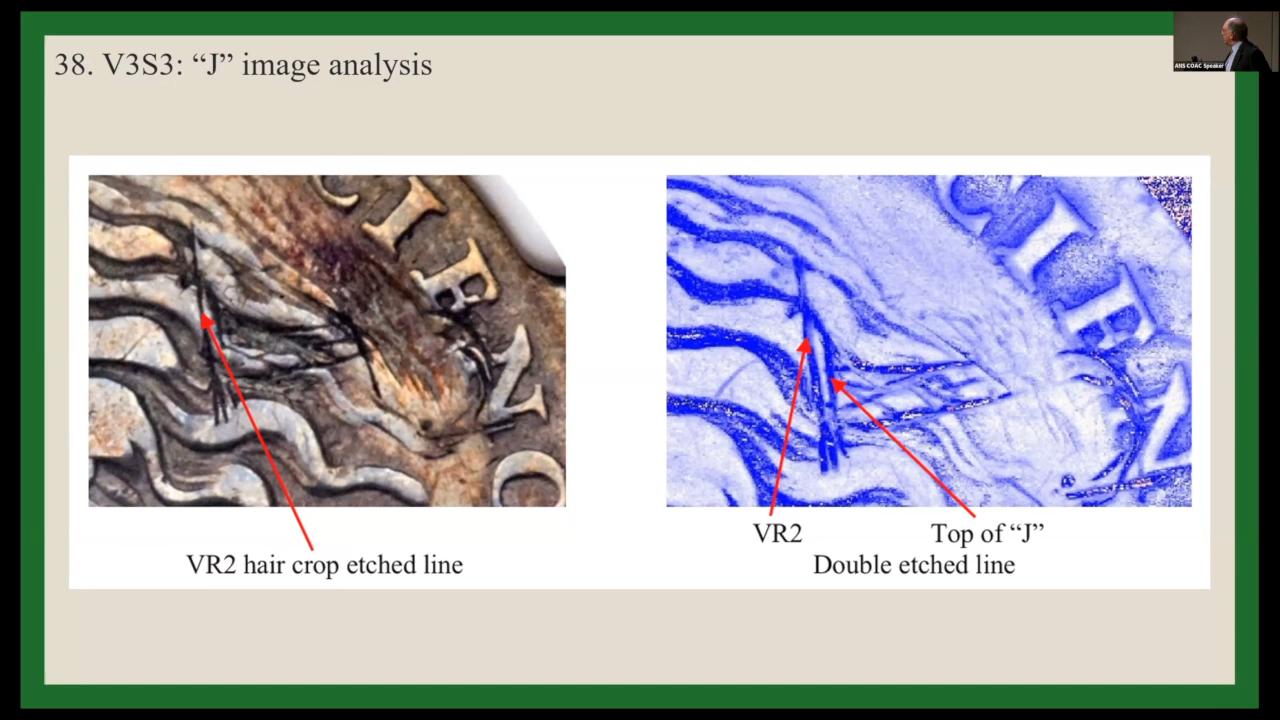 38. V3S3: “J” image analysis
ANS COAC Speaker
VR2 hair crop etched line
VR2
Top of “J”
Double etched line